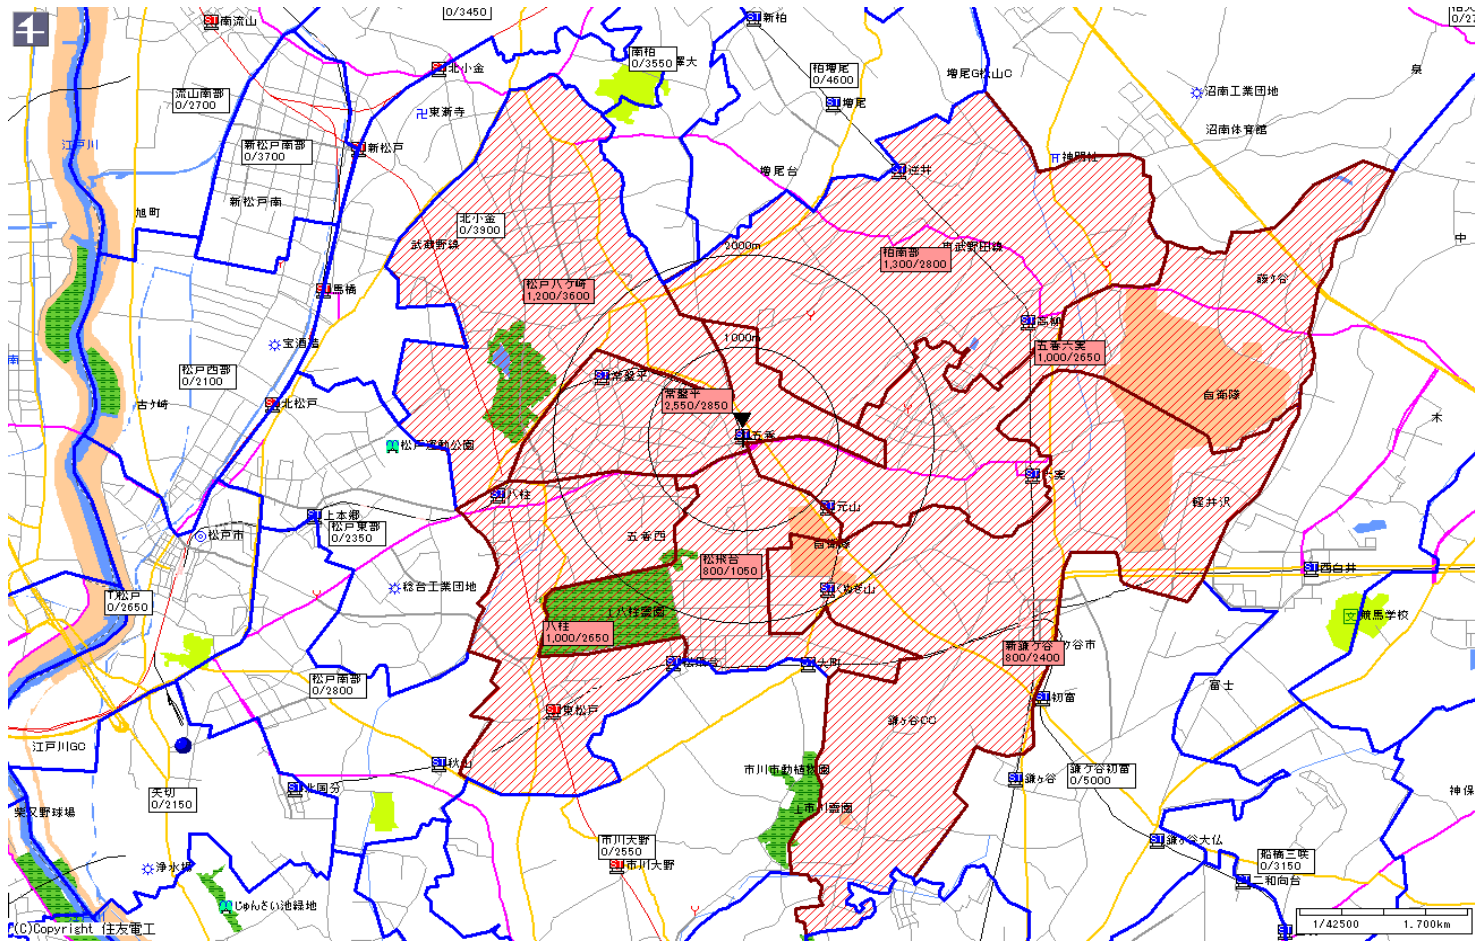 0/3450
南流山
新柏
北小金
南柏
0/3550
柏増尾
0/4600
増尾G松山C
泉
沼南工業団地
流山南部
0/2700
東漸寺
ST増尾
沼南体育館
江戸川
新松戸南部
0/3700
新松戸
神明社
逆井
増尾台
新松戸南
旭町
北小金
0/3900
武蔵野線
2000m
柏南部
1,300/2800
東武野田線
中
藤ケ谷
松戸八ケ崎
1,200/3600
馬橋
高柳
南
宝酒造
1000m
五香六実
1,000/2650
松戸西部
0/2100
常盤平
常盤平
2,550/2850
自衛隊
古ケ崎
北松戸
木
松戸運動公園
ST五香
六実
八柱
元山
軽井沢
上本郷
松戸東部
0/2350
松戸市
五香西
自衛隊
松飛台
800/1050
西白井
稔台工業団地
くぬぎ山
競馬学校
0/2650
八柱霊園
八柱
1,000/2650
新鎌ケ谷
800/2400
ケ谷市
松飛台
大町
松戸南部
0/2800
富士
初富
東松戸
鎌ケ谷CC
江戸川GC
秋山
市川市動植物園
鎌ケ谷
鎌ケ谷初富
0/5000
矢切
0/2150
北国分
神保
柴又野球場
市川霊園
市川大野
0/2550
鎌ケ谷大仏
船橋三咲
0/3150
浄水場
市川大野
二和向台
じゅんさい池緑地
(C)Copyright 住友電工
1/42500
1.700km